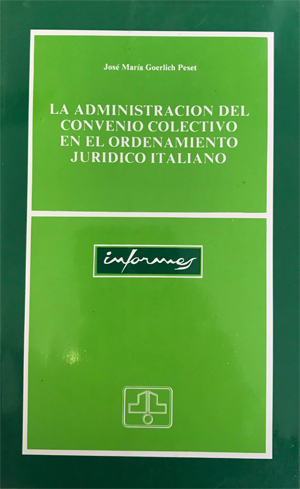 José María Goerlich Peset
LA ADMINISTRACION DEL
CONVENIO COLECTIVO
EN EL ORDENAMIENTO
JURIDICO ITALIANO
informes